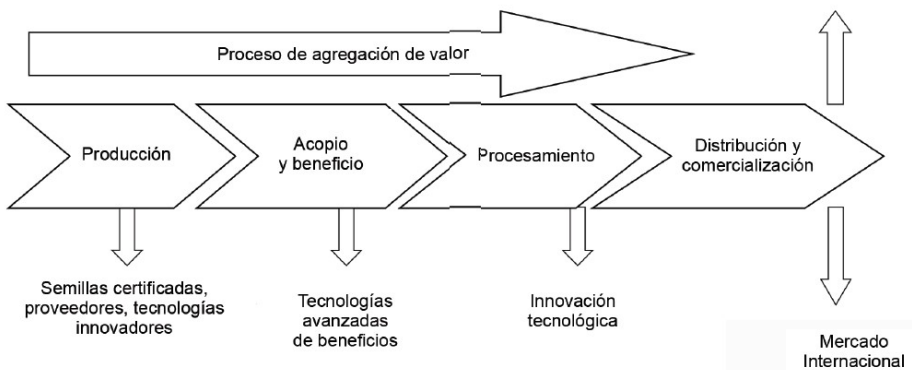 Proceso de agregación de valor
Producción
Acopio
y beneficio
Procesamiento
Distribución y
comercialización
Semillas certificadas,
proveedores, tecnologías
innovadores
Tecnologías
avanzadas
de beneficios
Innovación
tecnológica
Mercado
Internacional